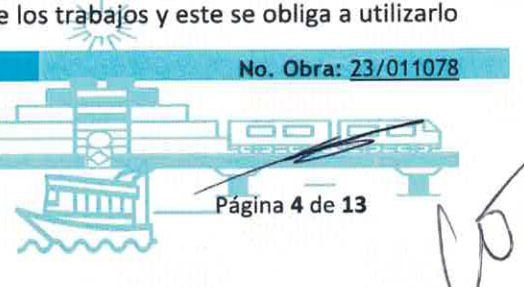 e los trabajos y este se obliga a utilizarlo
No. Obra: 23/011078
Página 4 de 13